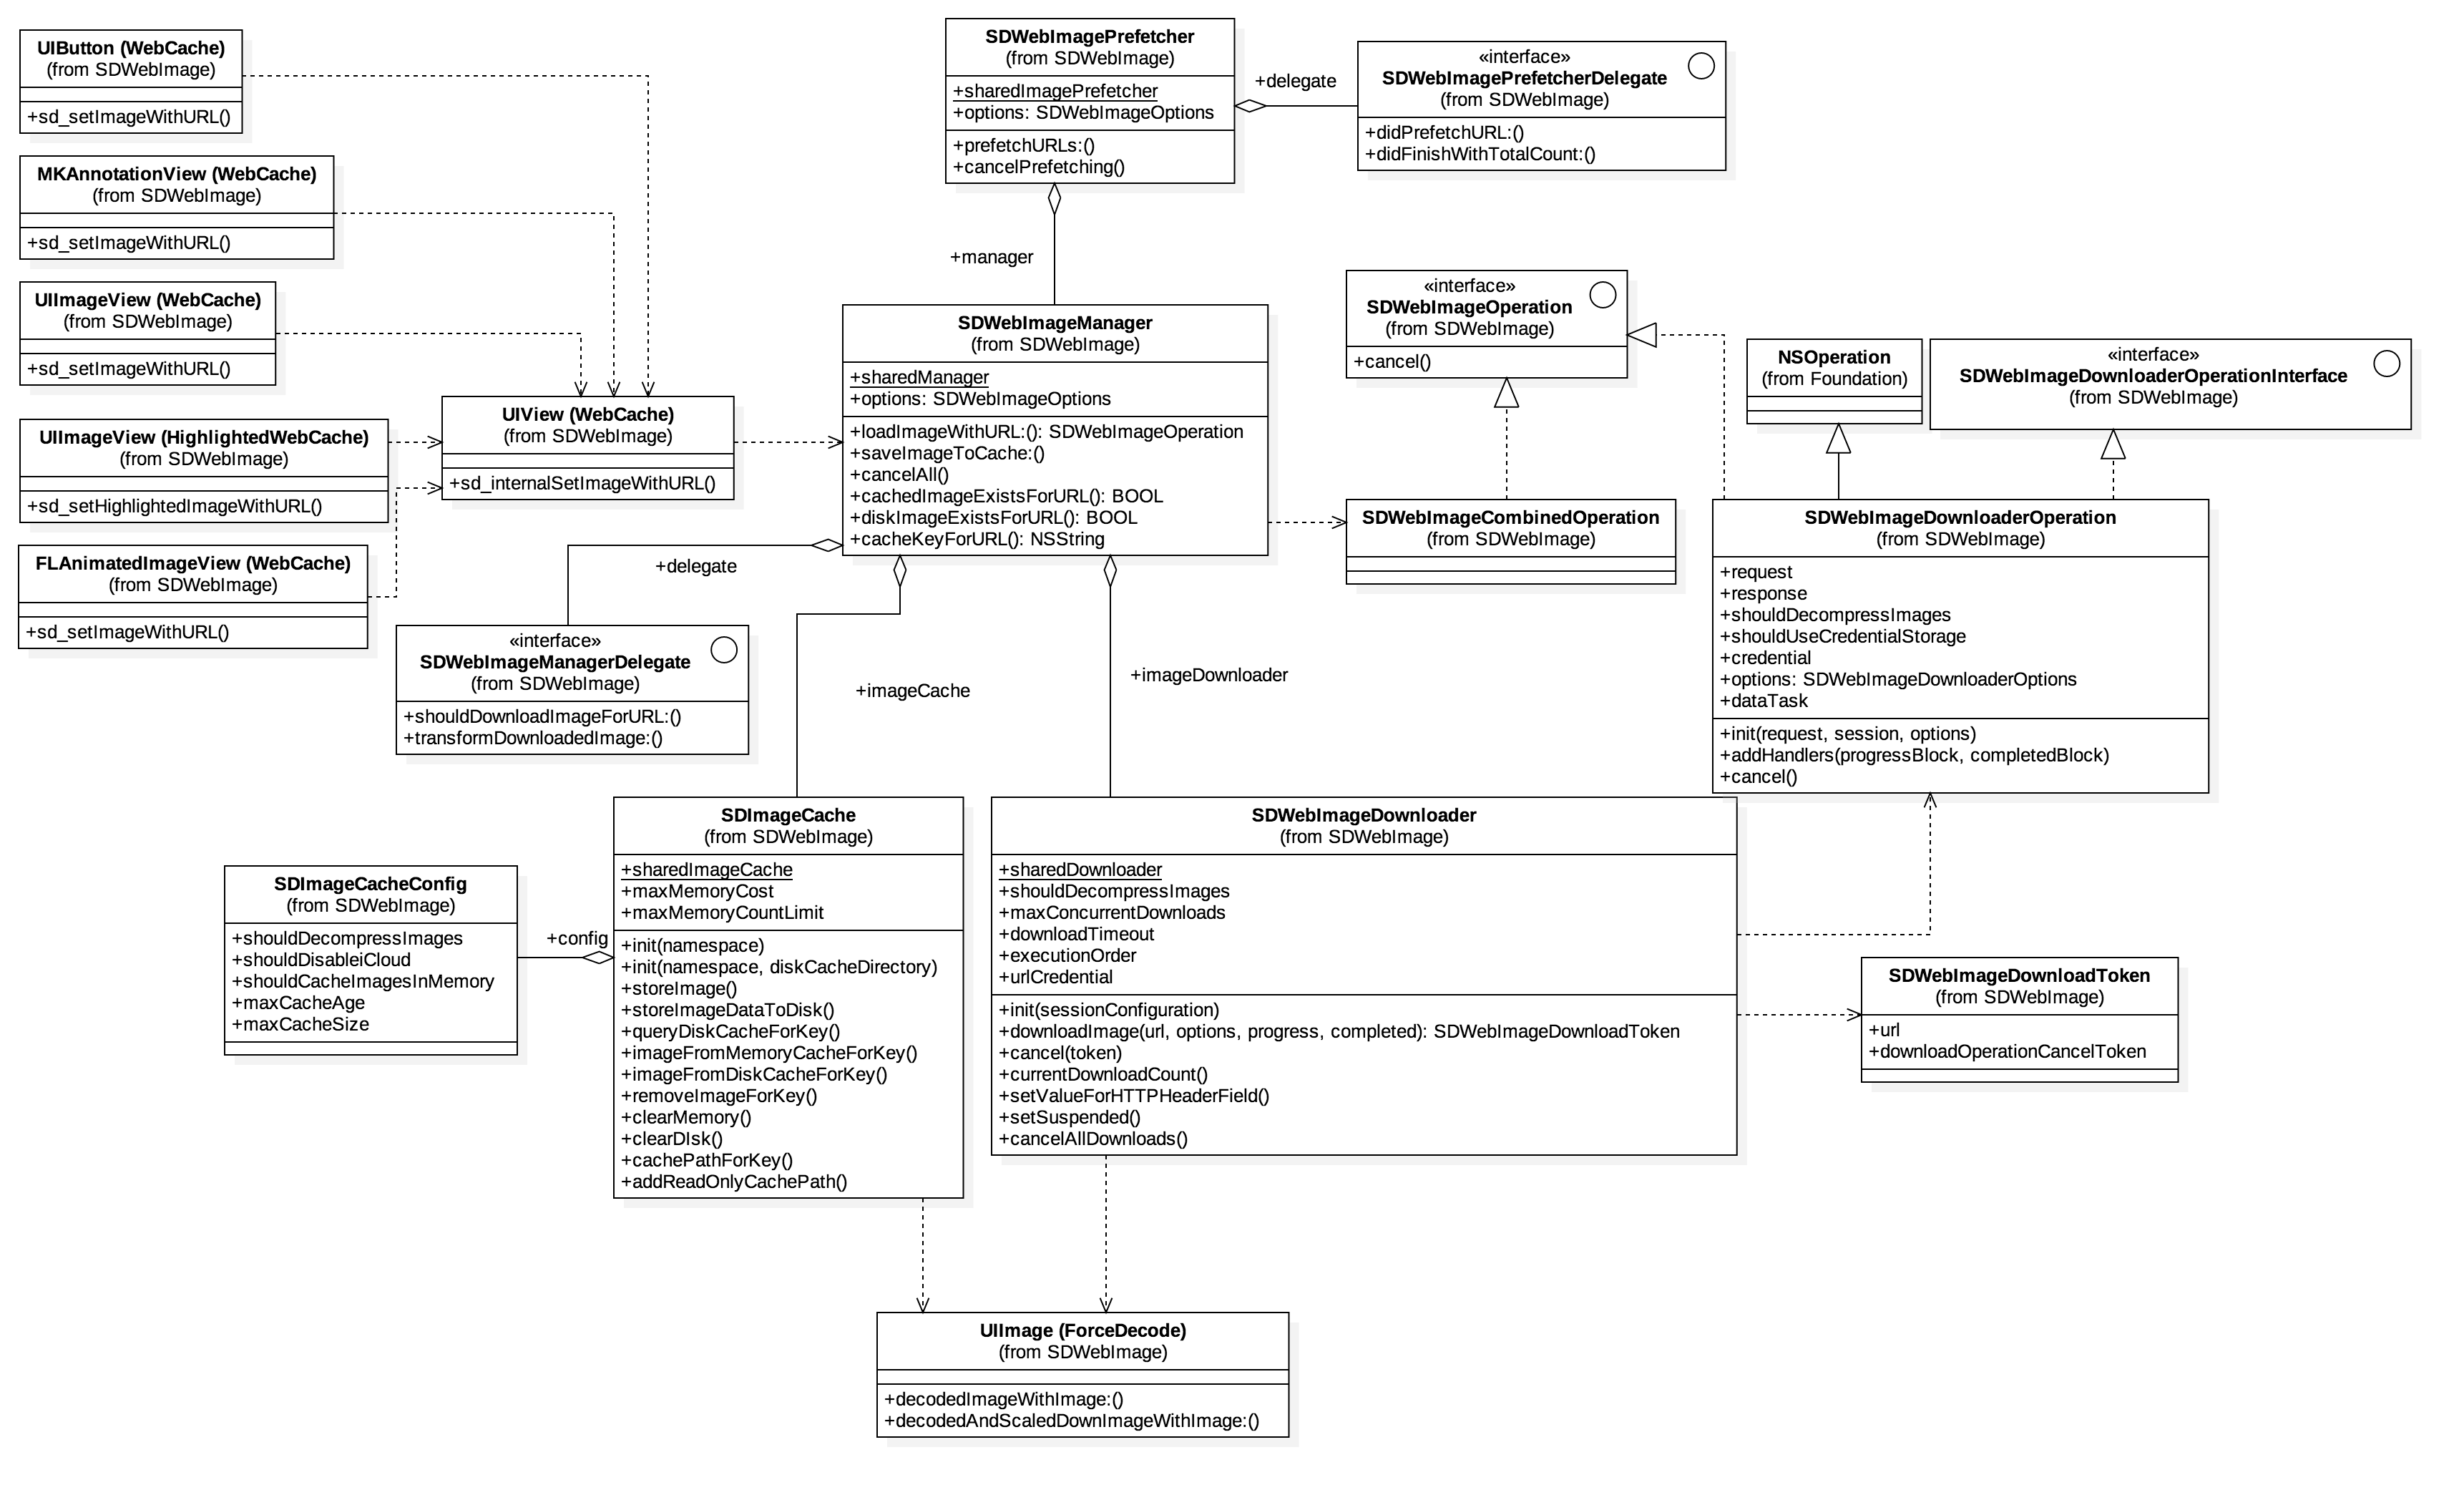 UIButton (WebCache)
(from SDWebImage)
+sd_setImageWithURL()
MKAnnotationView (WebCache)
(from SDWebImage)
+sd_setImageWithURL()
UIImageView (WebCache)
(from SDWebImage)
+sd_setImageWithURL()
UIImageView (HighlightedWebCache)
(from SDWebImage)
+sd_setHighlightedImageWithURL()
FLAnimatedImageView (WebCache)
(from SDWebImage)
+sd_setImageWithURL()
UIView (WebCache)
(from SDWebImage)
+sd_internalSetImageWithURL()
SDWebImagePrefetcher
(from SDWebImage)
+sharedImagePrefetcher
+options: SDWebImageOptions
+prefetchURLs:()
+cancelPrefetching()
+delegate
«interface»
SDWebImagePrefetcherDelegate
(from SDWebImage)
+didPrefetchURL:()
+didFinishWithTotalCount:()
+manager
SDWebImageManager
(from SDWebImage)
+sharedManager
+options: SDWebImageOptions
+loadImageWithURL:(): SDWebImageOperation
+saveImageToCache:()
+cancelAll()
+cachedImageExistsForURL(): BOOL
+diskImageExistsForURL(): BOOL
+cacheKeyForURL(): NSString
«interface»
SDWebImageOperation
(from SDWebImage)
+cancel()
NSOperation
(from Foundation)
«interface»
SDWebImageDownloaderOperationInterface
(from SDWebImage)
SDWebImageCombinedOperation
(from SDWebImage)
SDWebImageDownloaderOperation
(from SDWebImage)
+request
+response
+shouldDecompressImages
+shouldUseCredentialStorage
+credential
+options: SDWebImageDownloaderOptions
+dataTask
+init(request, session, options)
+addHandlers(progressBlock, completedBlock)
+cancel()
+delegate
«interface»
SDWebImageManagerDelegate
(from SDWebImage)
+shouldDownloadImageForURL:()
+transformDownloadedImage:()
+imageCache
+imageDownloader
SDImageCacheConfig
(from SDWebImage)
+shouldDecompressImages
+shouldDisableiCloud
+shouldCacheImagesInMemory
+maxCacheAge
+maxCacheSize
+config
SDImageCache
(from SDWebImage)
+sharedImageCache
+maxMemoryCost
+maxMemoryCountLimit
+init(namespace)
+init(namespace, diskCacheDirectory)
+storeImage()
+storeImageDataToDisk()
+queryDiskCacheForKey()
+imageFromMemoryCacheForKey()
+imageFromDiskCacheForKey()
+removeImageForKey()
+clearMemory()
+clearDIsk()
+cachePathForKey()
+addReadOnlyCachePath()
SDWebImageDownloader
(from SDWebImage)
+sharedDownloader
+shouldDecompressImages
+maxConcurrentDownloads
+downloadTimeout
+executionOrder
+urlCredential
+init(sessionConfiguration)
+downloadImage(url, options, progress, completed): SDWebImageDownloadToken
+cancel(token)
+currentDownloadCount()
+setValueForHTTPHeaderField()
+setSuspended()
+cancelAllDownloads()
SDWebImageDownloadToken
(from SDWebImage)
+url
+downloadOperationCancelToken
UIImage (ForceDecode)
(from SDWebImage)
+decodedImageWithImage:()
+decodedAndScaledDownImageWithImage:()